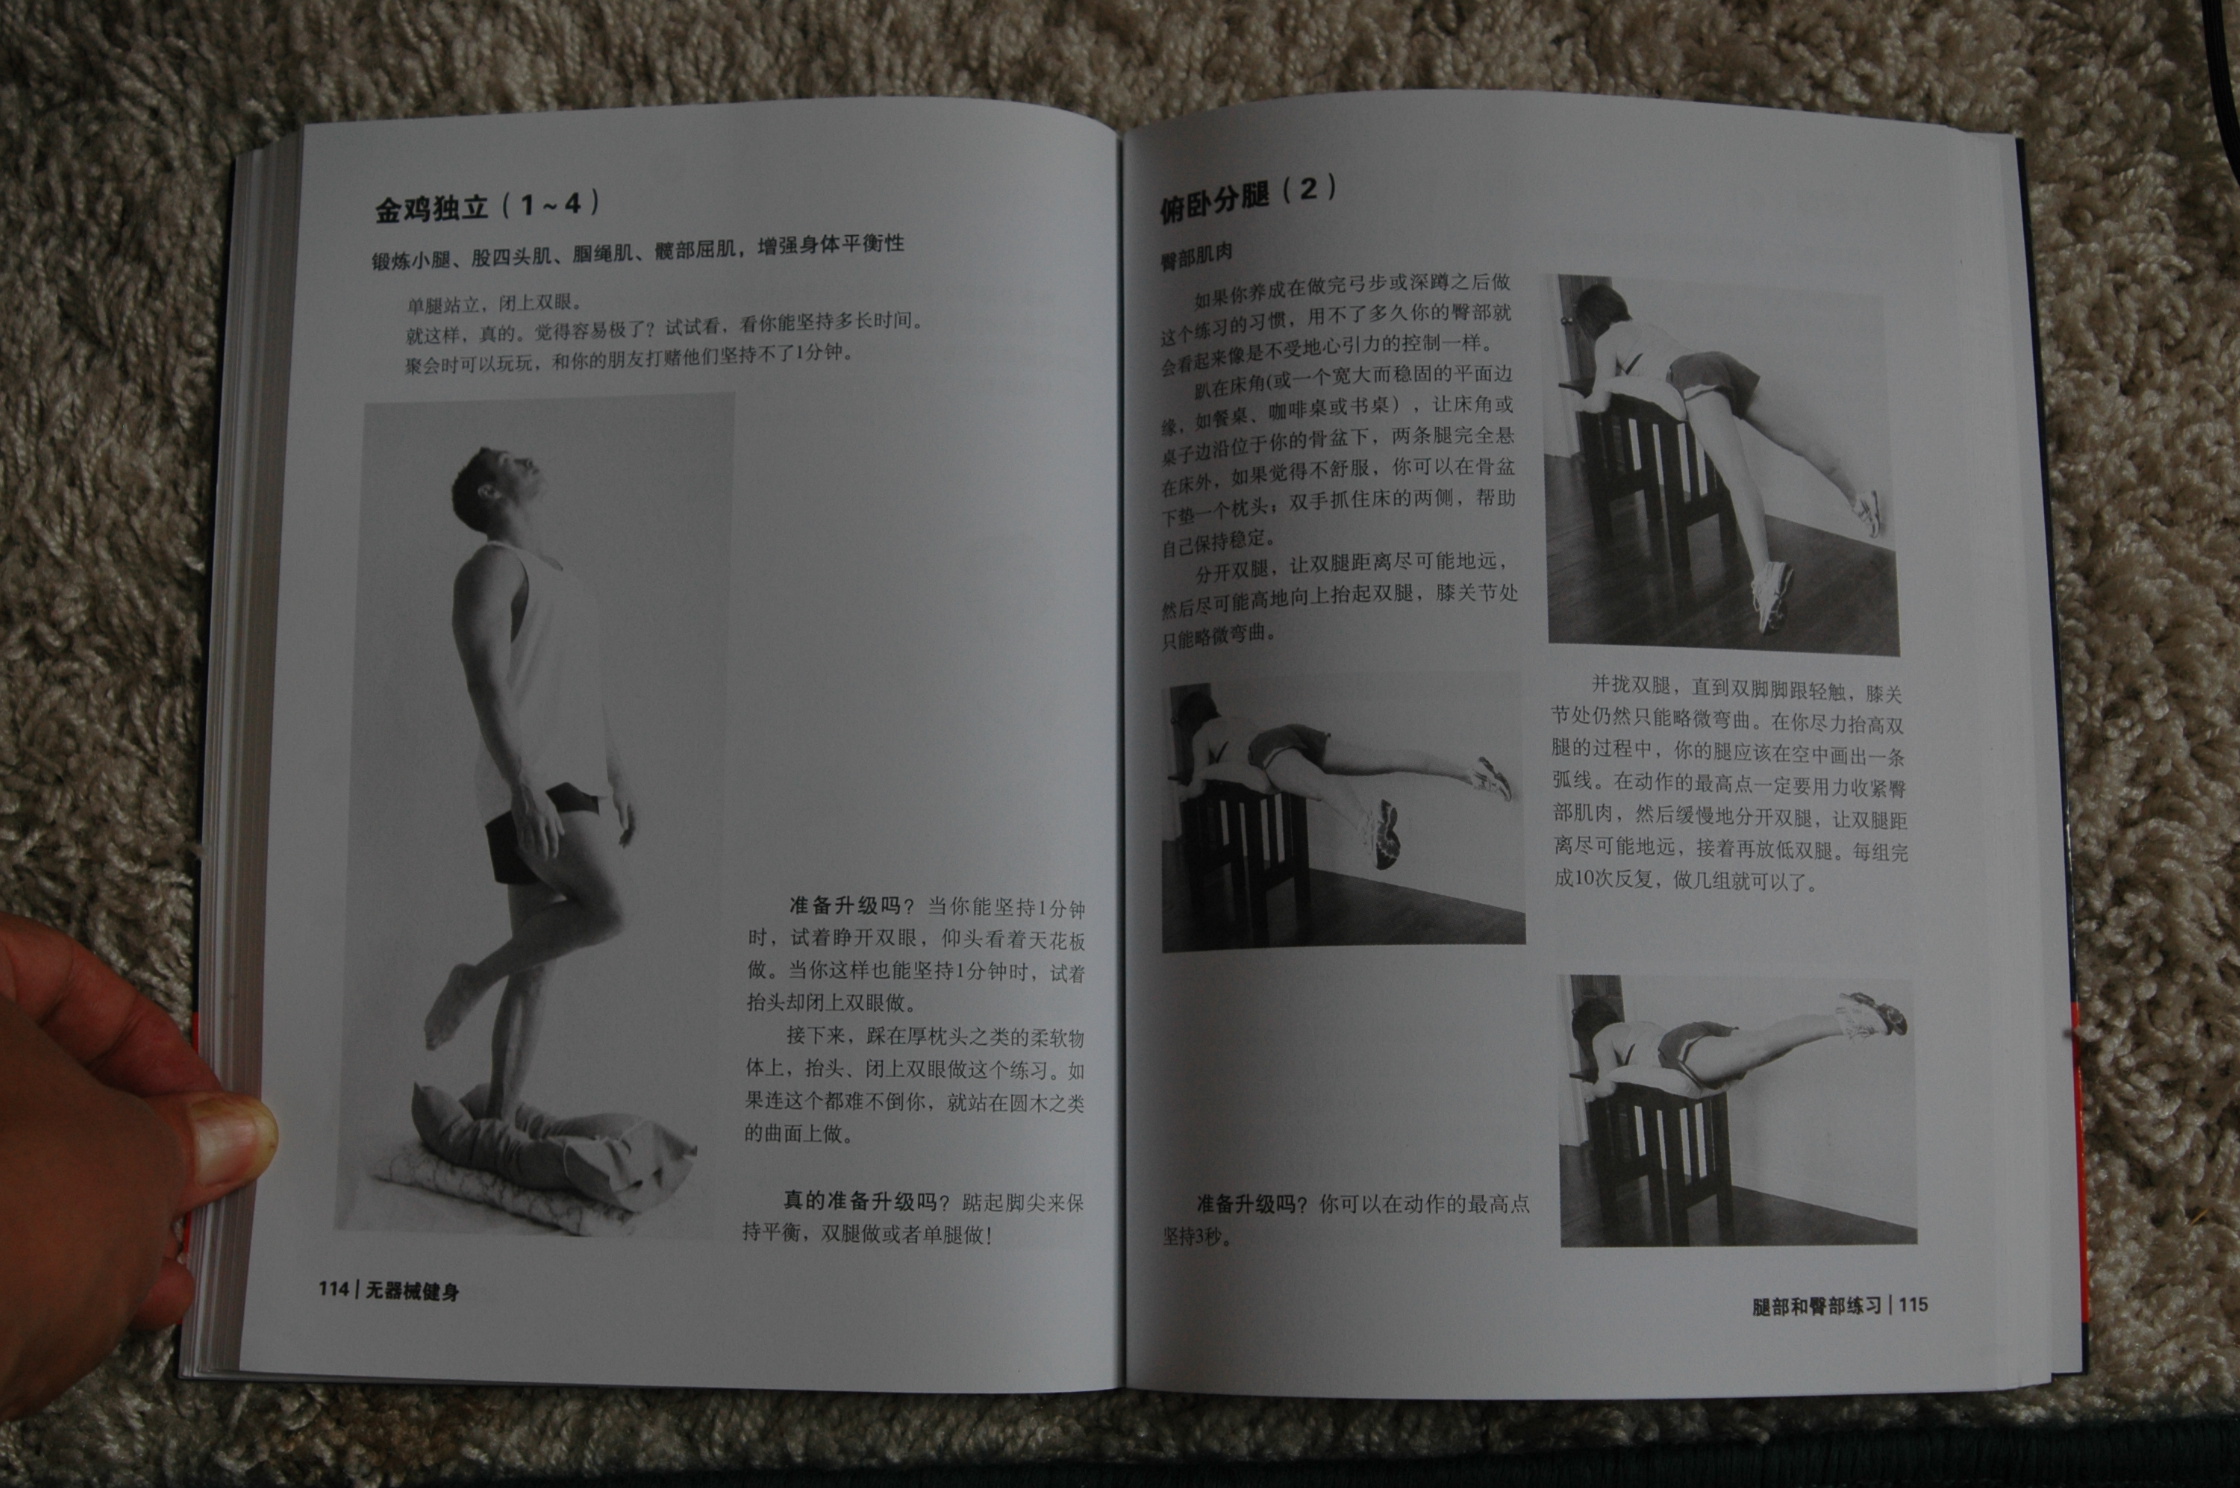 金鸡独立（1~4）
锻炼小腿、股四头肌、腘绳肌、髋部屈肌，增强身体平衡性
单腿站立，闭上双眼。
就这样，真的。觉得容易极了？试试看，看你能坚持多长时间。
聚会时可以玩玩，和你的朋友打赌他们坚持不了1分钟。
准备升级吗？当你能坚持1分钟
时，试着睁开双眼，仰头看着天花板
做。当你这样也能坚持1分钟时，试着
抬头却闭上双眼做。
接下来，踩在厚枕头之类的柔软物
体上，抬头、闭上双眼做这个练习。如
果连这个都难不倒你，就站在圆木之类
的曲面上做。
真的准备升级吗？踮起脚尖来保
持平衡，双腿做或者单腿做！
114|无器械健身
俯卧分腿（2）
臀部肌肉
如果你养成在做完弓步或深蹲之后做
这个练习的习惯，用不了多久你的臀部就
会看起来像是不受地心引力的控制一样。
趴在床角(或一个宽大而稳固的平面边
缘，如餐桌、咖啡桌或书桌），让床角或
桌子边沿位于你的骨盆下，两条腿完全悬
在床外，如果觉得不舒服，你可以在骨盆
下垫一个枕头；双手抓住床的两侧，帮助
自己保持稳定。
分开双腿，让双腿距离尽可能地远，
然后尽可能高地向上抬起双腿，膝关节处
只能略微弯曲。
并拢双腿，直到双脚脚跟轻触，膝关
节处仍然只能略微弯曲。在你尽力抬高双
腿的过程中，你的腿应该在空中画出一条
弧线。在动作的最高点一定要用力收紧臀
部肌肉，然后缓慢地分开双腿，让双腿距
离尽可能地远，接着再放低双腿。每组完
成10次反复，做几组就可以了。
准备升级吗？你可以在动作的最高点
坚持3秒。
腿部和臀部练习|115